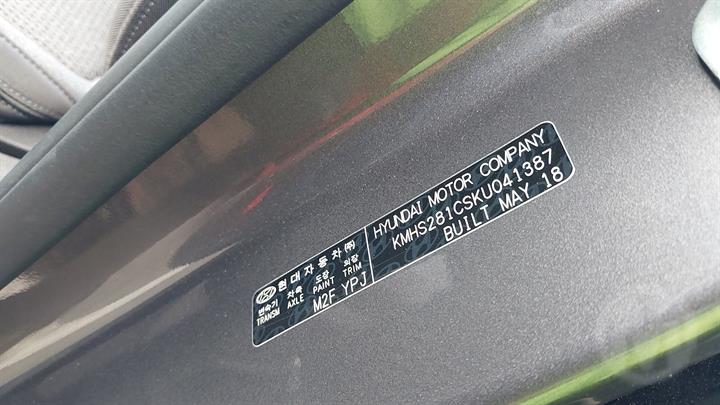 현대자동차(주) HYUNDAI MOTOR COMPANY
변속기 차축 도장 외장 KMHS281CSKU041387
TRANSM AXLE PAINT TRIM BUILT MAY 18
M2F YPJ